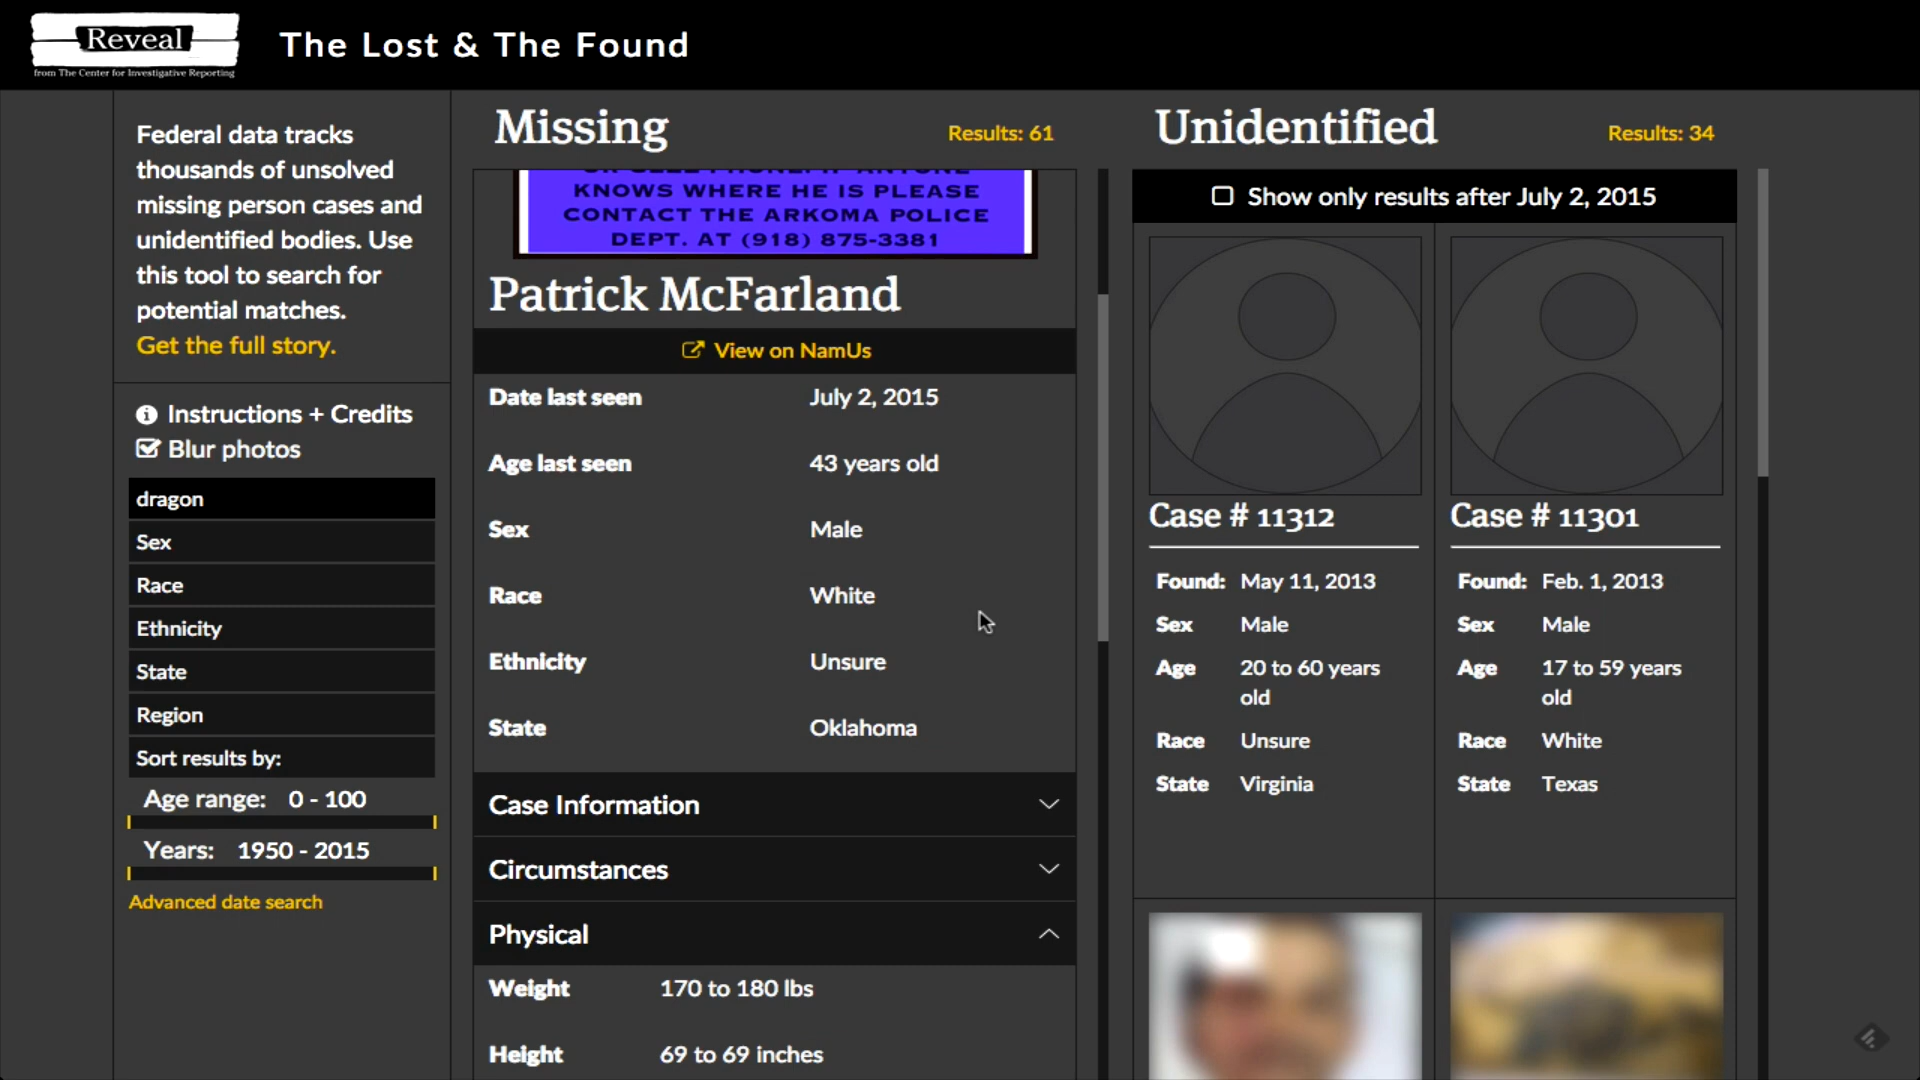 Reveal
from The Center for Investigative Reporting
The Lost & The Found
Federal data tracks
thousands of unsolved
missing person cases and
unidentified bodies. Use
this tool to search for
potential matches.
Get the full story.
Instructions + Credits
Blur photos
dragon
Sex
Race
Ethnicity
State
Region
Sort results by:
Age range: 0 - 100
Years: 1950 - 2015
Advanced date search
Missing
Results: 61
OR CELL PHONE. IF ANYONE
KNOWS WHERE HE IS PLEASE
CONTACT THE ARKOMA POLICE
DEPT. AT (918) 875-3381
Patrick McFarland
View on NamUs
Date last seen July 2, 2015
Age last seen 43 years old
Sex Male
Race White
Ethnicity Unsure
State Oklahoma
Case Information
Circumstances
Physical
Weight 170 to 180 lbs
Height 69 to 69 inches
Unidentified
Results: 34
Show only results after July 2, 2015
Case # 11312
Found: May 11, 2013
Sex Male
Age 20 to 60 years
old
Race Unsure
State Virginia
Case # 11301
Found: Feb. 1, 2013
Sex Male
Age 17 to 59 years
old
Race White
State Texas